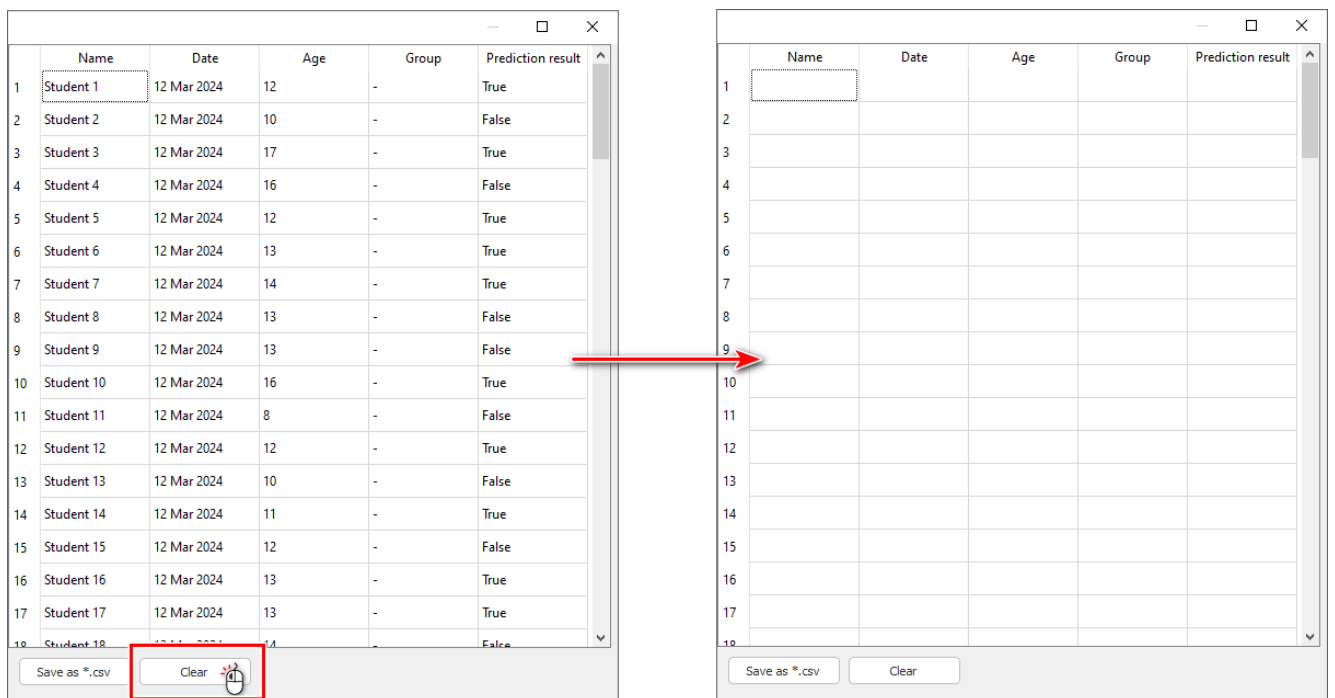 Name Date Age Group Prediction result
1 Student 1 12 Mar 2024 12 - True
2 Student 2 12 Mar 2024 10 - False
3 Student 3 12 Mar 2024 17 - True
4 Student 4 12 Mar 2024 16 - False
5 Student 5 12 Mar 2024 12 - True
6 Student 6 12 Mar 2024 13 - True
7 Student 7 12 Mar 2024 14 - True
8 Student 8 12 Mar 2024 13 - False
9 Student 9 12 Mar 2024 13 - False
10 Student 10 12 Mar 2024 16 - True
11 Student 11 12 Mar 2024 8 - False
12 Student 12 12 Mar 2024 12 - True
13 Student 13 12 Mar 2024 10 - False
14 Student 14 12 Mar 2024 11 - True
15 Student 15 12 Mar 2024 12 - False
16 Student 16 12 Mar 2024 13 - True
17 Student 17 12 Mar 2024 13 - True
18 Student 18 12 Mar 2024 14 False
Save as *.csv Clear
Name Date Age Group Prediction result
1
2
3
4
5
6
7
8
9
10
11
12
13
14
15
16
17
18
Save as *.csv Clear